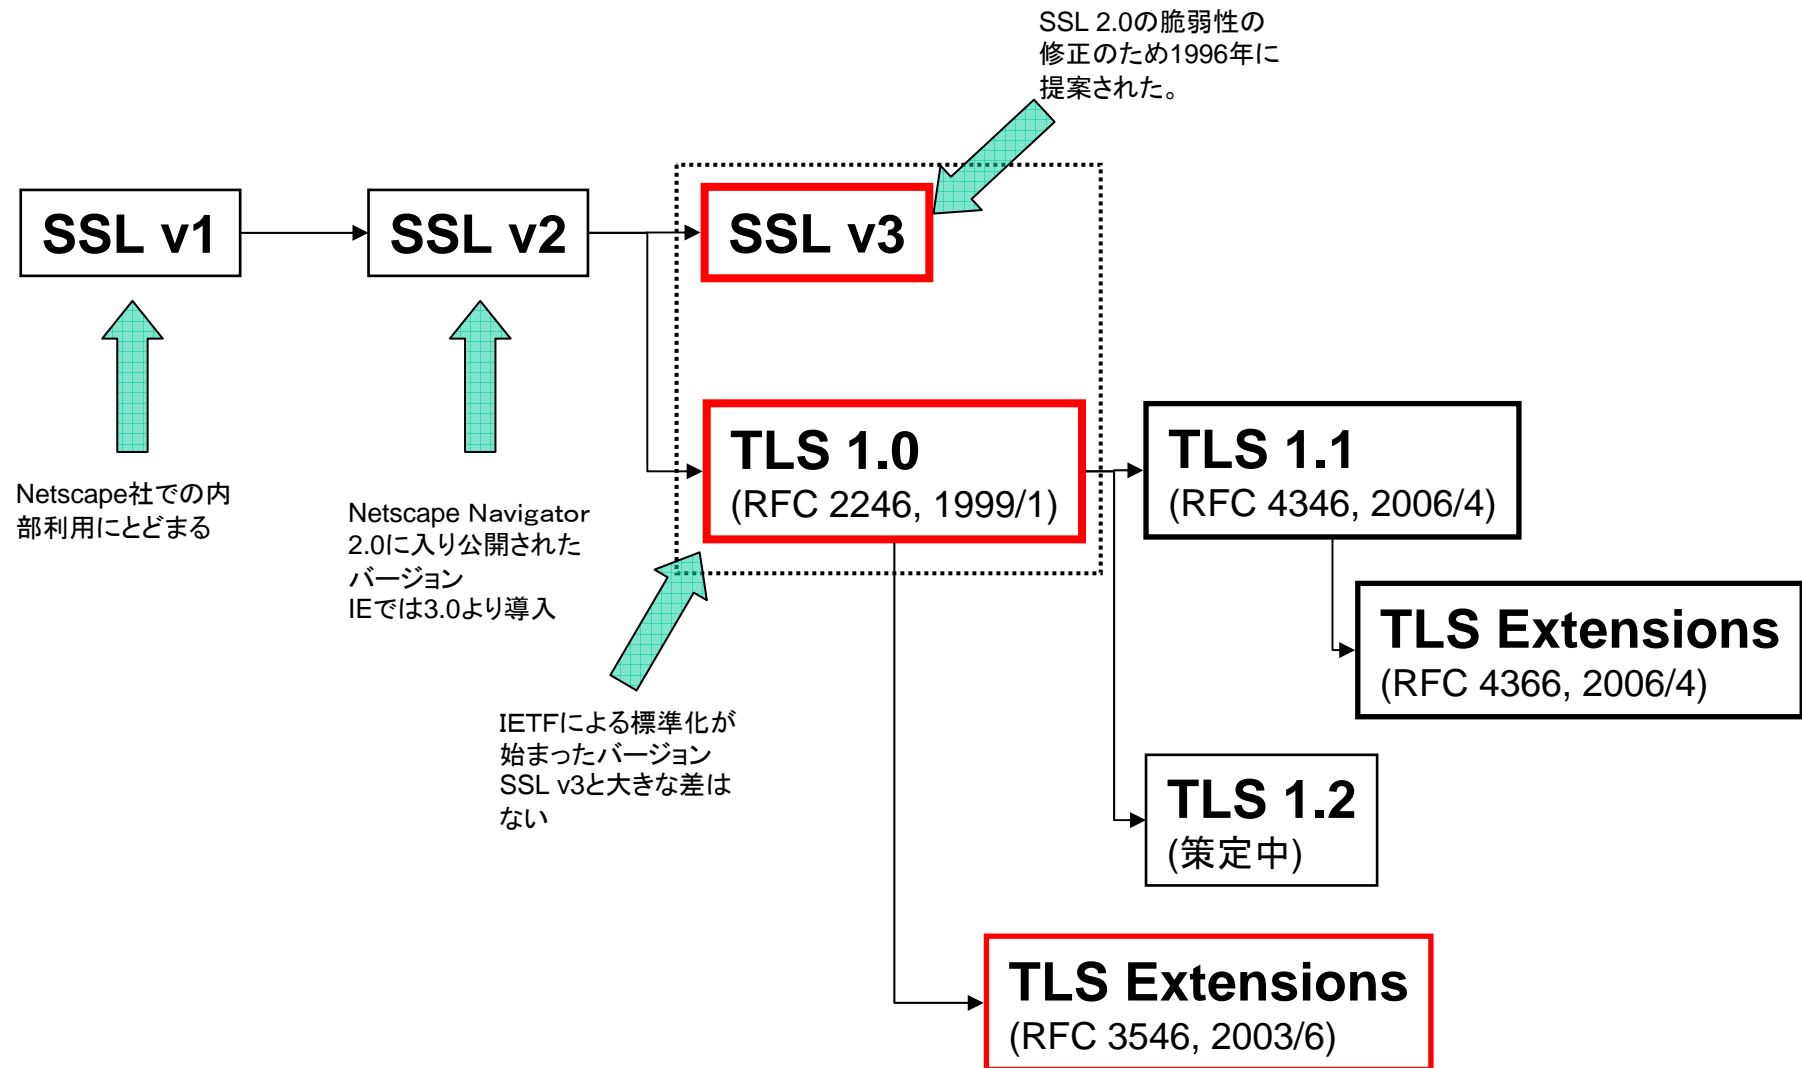 SSL 2.0の脆弱性の
修正のため1996年に
提案された。
SSL v1
SSL v2
SSL v3
Netscape社での内
部利用にとどまる
Netscape Navigator
2.0に入り公開された
バージョン
IEでは3.0より導入
TLS 1.0
(RFC 2246, 1999/1)
TLS 1.1
(RFC 4346, 2006/4)
TLS Extensions
(RFC 4366, 2006/4)
IETFによる標準化が
始まったバージョン
SSL v3と大きな差は
ない
TLS 1.2
(策定中)
TLS Extensions
(RFC 3546, 2003/6)